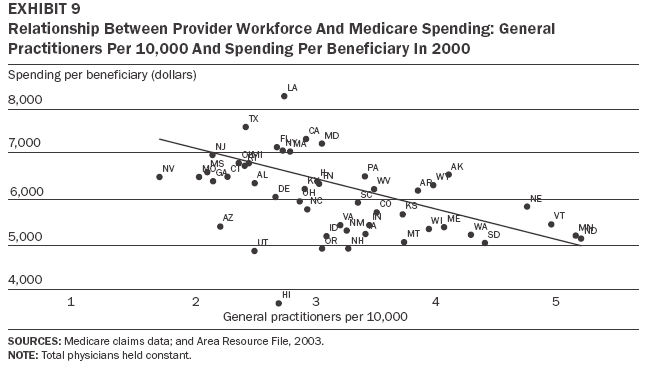 EXHIBIT 9
Relationship Between Provider Workforce And Medicare Spending: General
Practitioners Per 10,000 And Spending Per Beneficiary In 2000
Spending per beneficiary (dollars)
LA
8,000
TX
CA
MD
FL
NY
MA
7,000
NJ
MI
MS
PA
AK
NV
GA
CT
AL
TN
WV
WY
AR
DE
OH
6,000
SC
NE
NC
CO
KS
AZ
VA
IN
VT
NM
WI
ME
ID
WA
MN
ND
5,000
UT
OR
NH
MT
SD
4,000
HI
1 2 3 4 5
General practitioners per 10,000
SOURCES: Medicare claims data; and Area Resource File, 2003.
NOTE: Total physicians held constant.